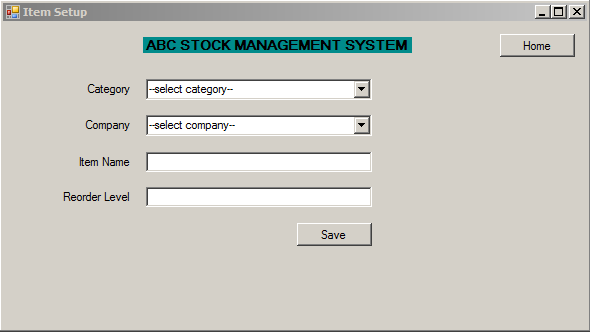 Item Setup
ABC STOCK MANAGEMENT SYSTEM
Home
Category
--select category--
Company
--select company--
Item Name
Reorder Level
Save